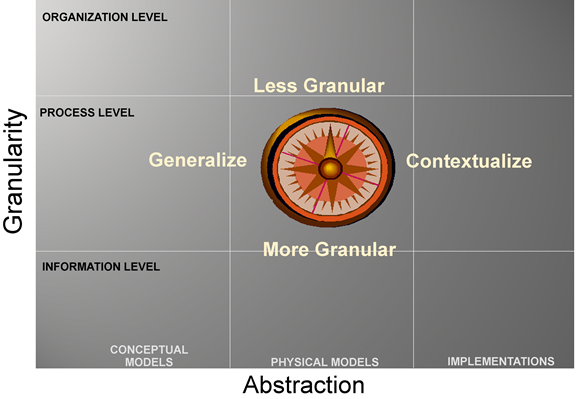 ORGANIZATION LEVEL
Less Granular
PROCESS LEVEL
Granularity
Generalize
Contextualize
More Granular
INFORMATION LEVEL
CONCEPTUAL
MODELS
PHYSICAL MODELS
IMPLEMENTATIONS
Abstraction